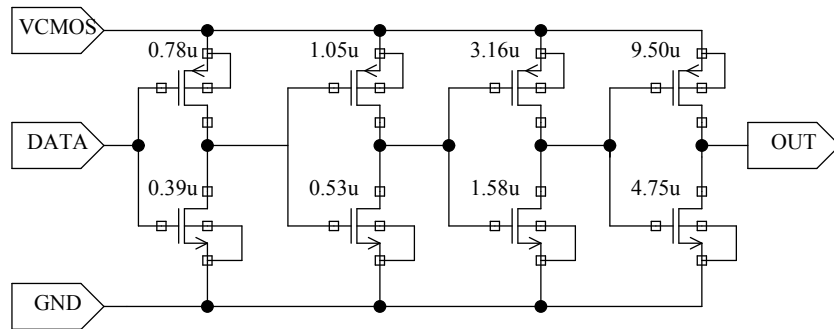 VCMOS
0.78u 1.05u 3.16u 9.50u
DATA OUT
0.39u 0.53u 1.58u 4.75u
GND